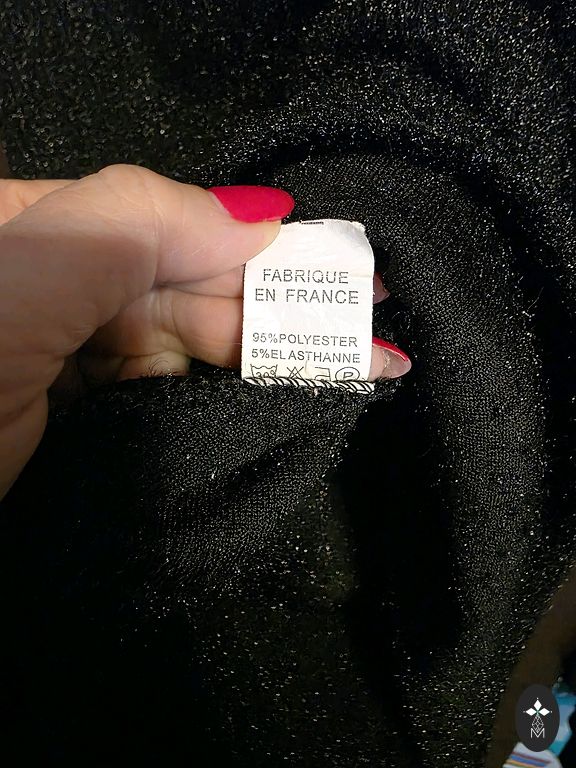 FABRIQUE
EN FRANCE
95%POLYESTER
5%ELASTHANNE
P
M